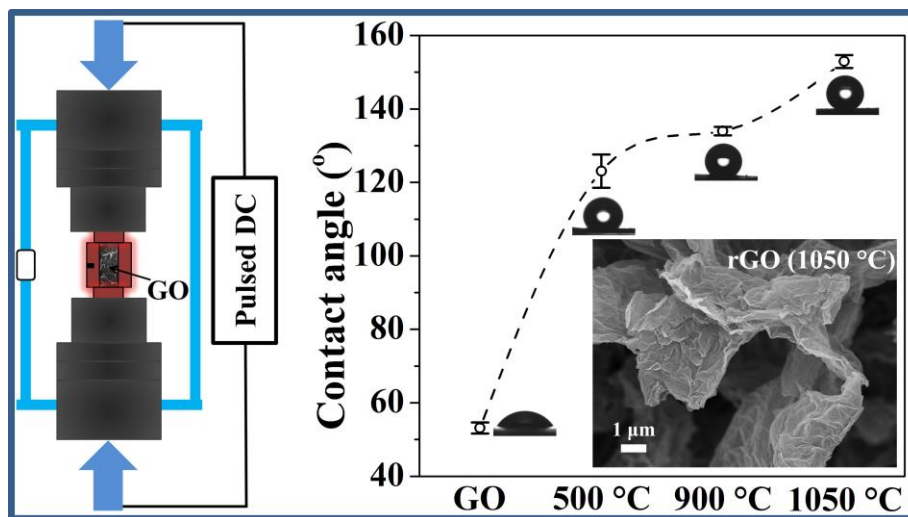 GO
Pulsed DC
Contact angle (°)
160
140
120
100
80
60
40
GO
500 °C
900 °C
1050 °C
rGO (1050 °C)
1 μm